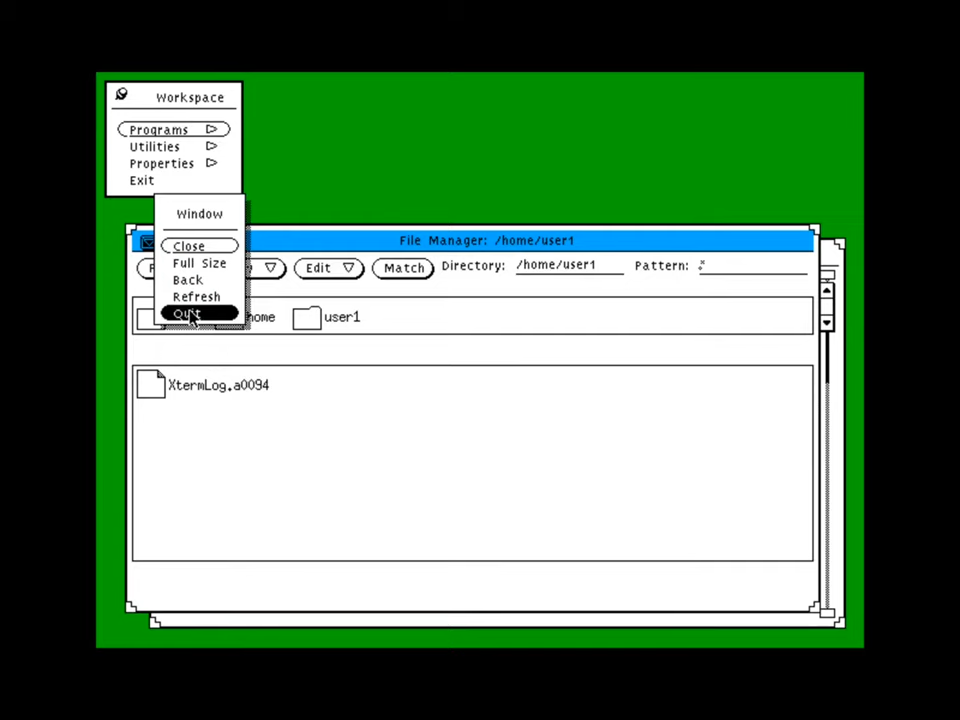 Workspace
Programs
Utilities
Properties
Exit
Window
Close
Full Size
Back
Refresh
Quit
File Manager: /home/user1
Edit
Match
Directory: /home/user1
Pattern: *
home
user1
XtermLog.a0094